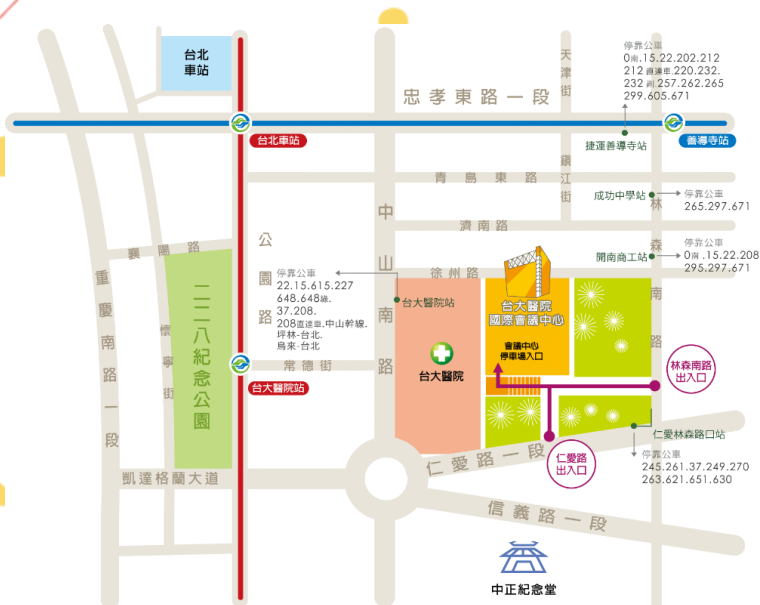 台北
車站
天津街
停靠公車
0南.15.22.202.212
212直達車.220.232.
232副.257.262.265
299.605.671
忠孝東路一段
台北車站
捷運善導寺站
善導寺站
青島東路
鎮江街
成功中學站
停靠公車
265.297.671
林森南路
中山南路
濟南路
襄陽路
公園路
開南商工站
停靠公車
0南.15.22.208
295.297.671
重慶南路一段
懷寧街
二二八紀念公園
停靠公車
22.15.615.227
648.648綠.
37.208.
208直達車.中山幹線.
坪林-台北.
烏來-台北
徐州路
台大醫院站
台大醫院
國際會議中心
會議中心
停車場入口
台大醫院
常德街
台大醫院站
林森南路
出入口
仁愛林森路口站
停靠公車
245.261.37.249.270
263.621.651.630
仁愛路一段
仁愛路
出入口
凱達格蘭大道
信義路一段
中正紀念堂